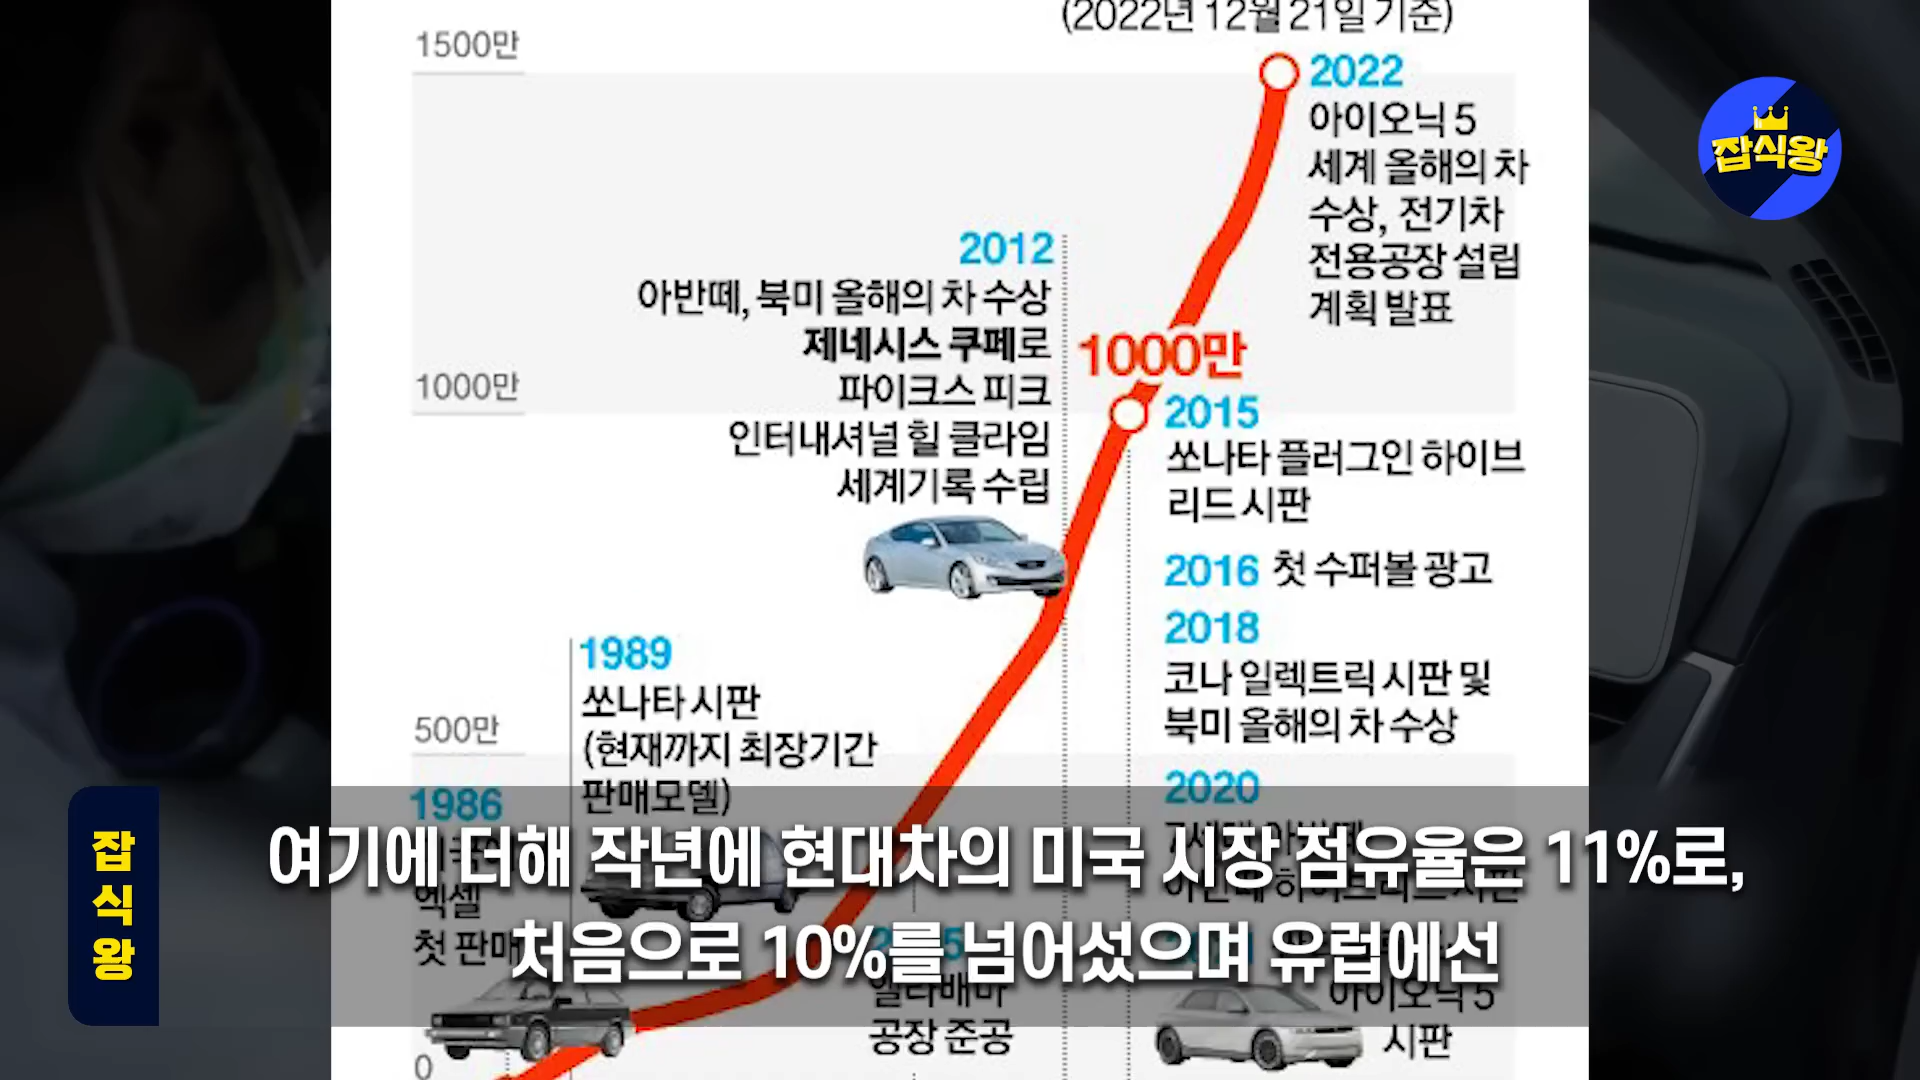 (2022년 12월 21일 기준)
1500만
2022
아이오닉 5
세계 올해의 차
수상, 전기차
전용공장 설립
계획 발표
잡식왕
2012
아반떼, 북미 올해의 차 수상
제네시스 쿠페로
파이크스 피크
인터내셔널 힐 클라임
세계기록 수립
1000만
1000만
2015
쏘나타 플러그인 하이브
리드 시판
2016 첫 수퍼볼 광고
2018
코나 일렉트릭 시판 및
북미 올해의 차 수상
1989
쏘나타 시판
(현재까지 최장기간
판매모델)
500만
1986
엑셀
첫 판매
2020
7세대 아반떼
공장 준공
아이오닉 5
시판
0
잡식왕
여기에 더해 작년에 현대차의 미국 시장 점유율은 11%로,
처음으로 10%를 넘어섰으며 유럽에선